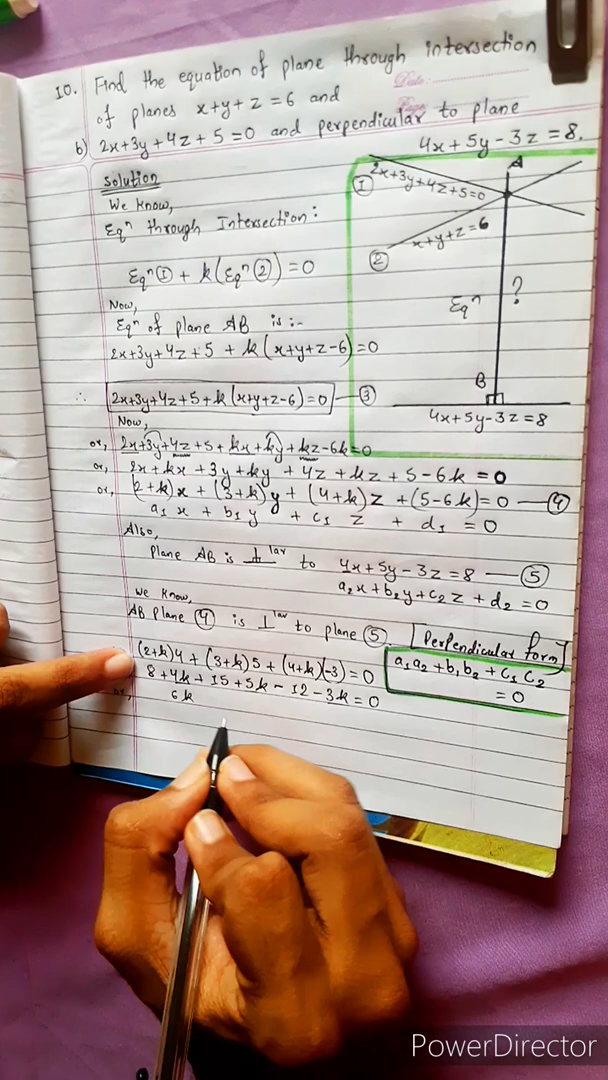 10. Find the equation of plane through intersection
Date:
of planes x+y+z=6 and
Page:
b) 2x+3y+4z+5=0 and perpendicular to plane
4x+5y-3z=8.
Solution
We know,
Eqⁿ through Intersection:
Eqⁿ① + k(Eqⁿ②)=0
Now,
Eqⁿ of plane AB is:-
2x+3y+4z+5 + k(x+y+z-6)=0
∴ 2x+3y+4z+5+k(x+y+z-6)=0 —③
Now,
or, 2x+3y+4z+5+kx+ky+kz-6k=0
or, 2x+kx+3y+ky+4z+kz+5-6k=0
or, (2+k)x+(3+k)y+(4+k)z+(5-6k)=0 —④
a₁x+b₁y+c₁z+d₁=0
Also,
plane AB is ⊥lar to 4x+5y-3z=8 —⑤
a₂x+b₂y+c₂z+d₂=0
We know,
AB plane ④ is ⊥lar to plane ⑤.
(2+k)4+(3+k)5+(4+k)(-3)=0
8+4k+15+5k-12-3k=0
or, 6k
[Perpendicular form]
a₁a₂+b₁b₂+c₁c₂
=0
A
① 2x+3y+4z+5=0
② x+y+z=6
Eqⁿ ?
B
4x+5y-3z=8
PowerDirector